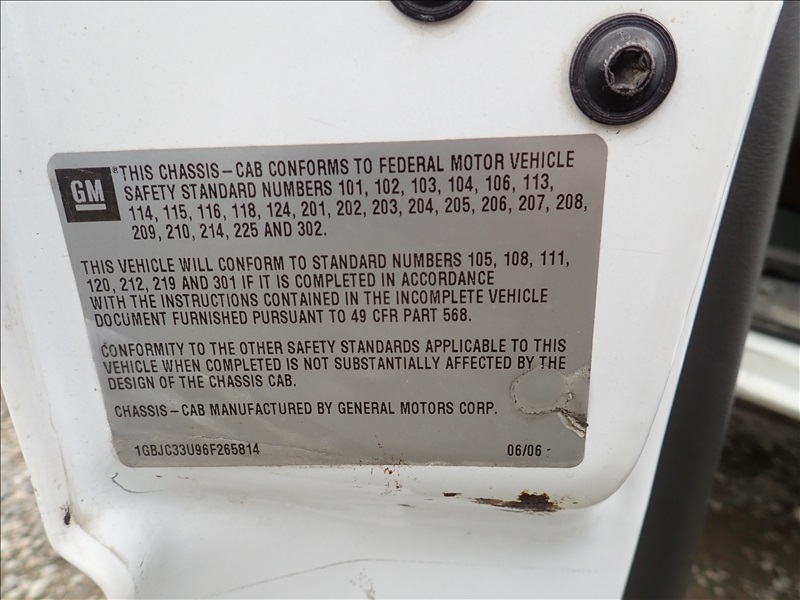 GM
®THIS CHASSIS-CAB CONFORMS TO FEDERAL MOTOR VEHICLE
SAFETY STANDARD NUMBERS 101, 102, 103, 104, 106, 113,
114, 115, 116, 118, 124, 201, 202, 203, 204, 205, 206, 207, 208,
209, 210, 214, 225 AND 302.
THIS VEHICLE WILL CONFORM TO STANDARD NUMBERS 105, 108, 111,
120, 212, 219 AND 301 IF IT IS COMPLETED IN ACCORDANCE
WITH THE INSTRUCTIONS CONTAINED IN THE INCOMPLETE VEHICLE
DOCUMENT FURNISHED PURSUANT TO 49 CFR PART 568.
CONFORMITY TO THE OTHER SAFETY STANDARDS APPLICABLE TO THIS
VEHICLE WHEN COMPLETED IS NOT SUBSTANTIALLY AFFECTED BY THE
DESIGN OF THE CHASSIS CAB.
CHASSIS-CAB MANUFACTURED BY GENERAL MOTORS CORP.
1GBJC33U96F265814 06/06